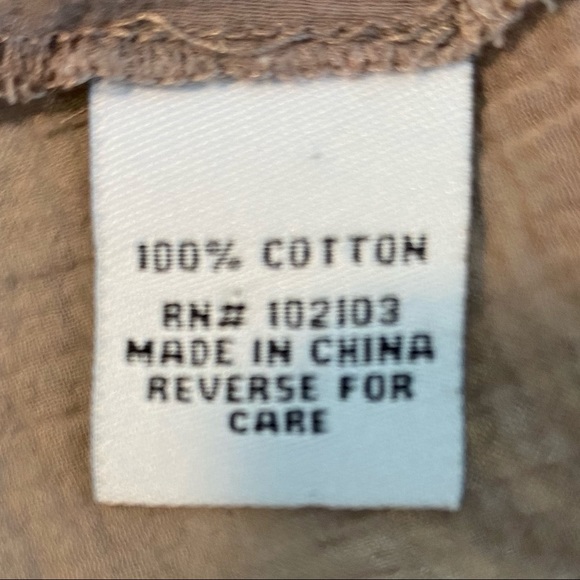 100% COTTON
RN# 102103
MADE IN CHINA
REVERSE FOR
CARE